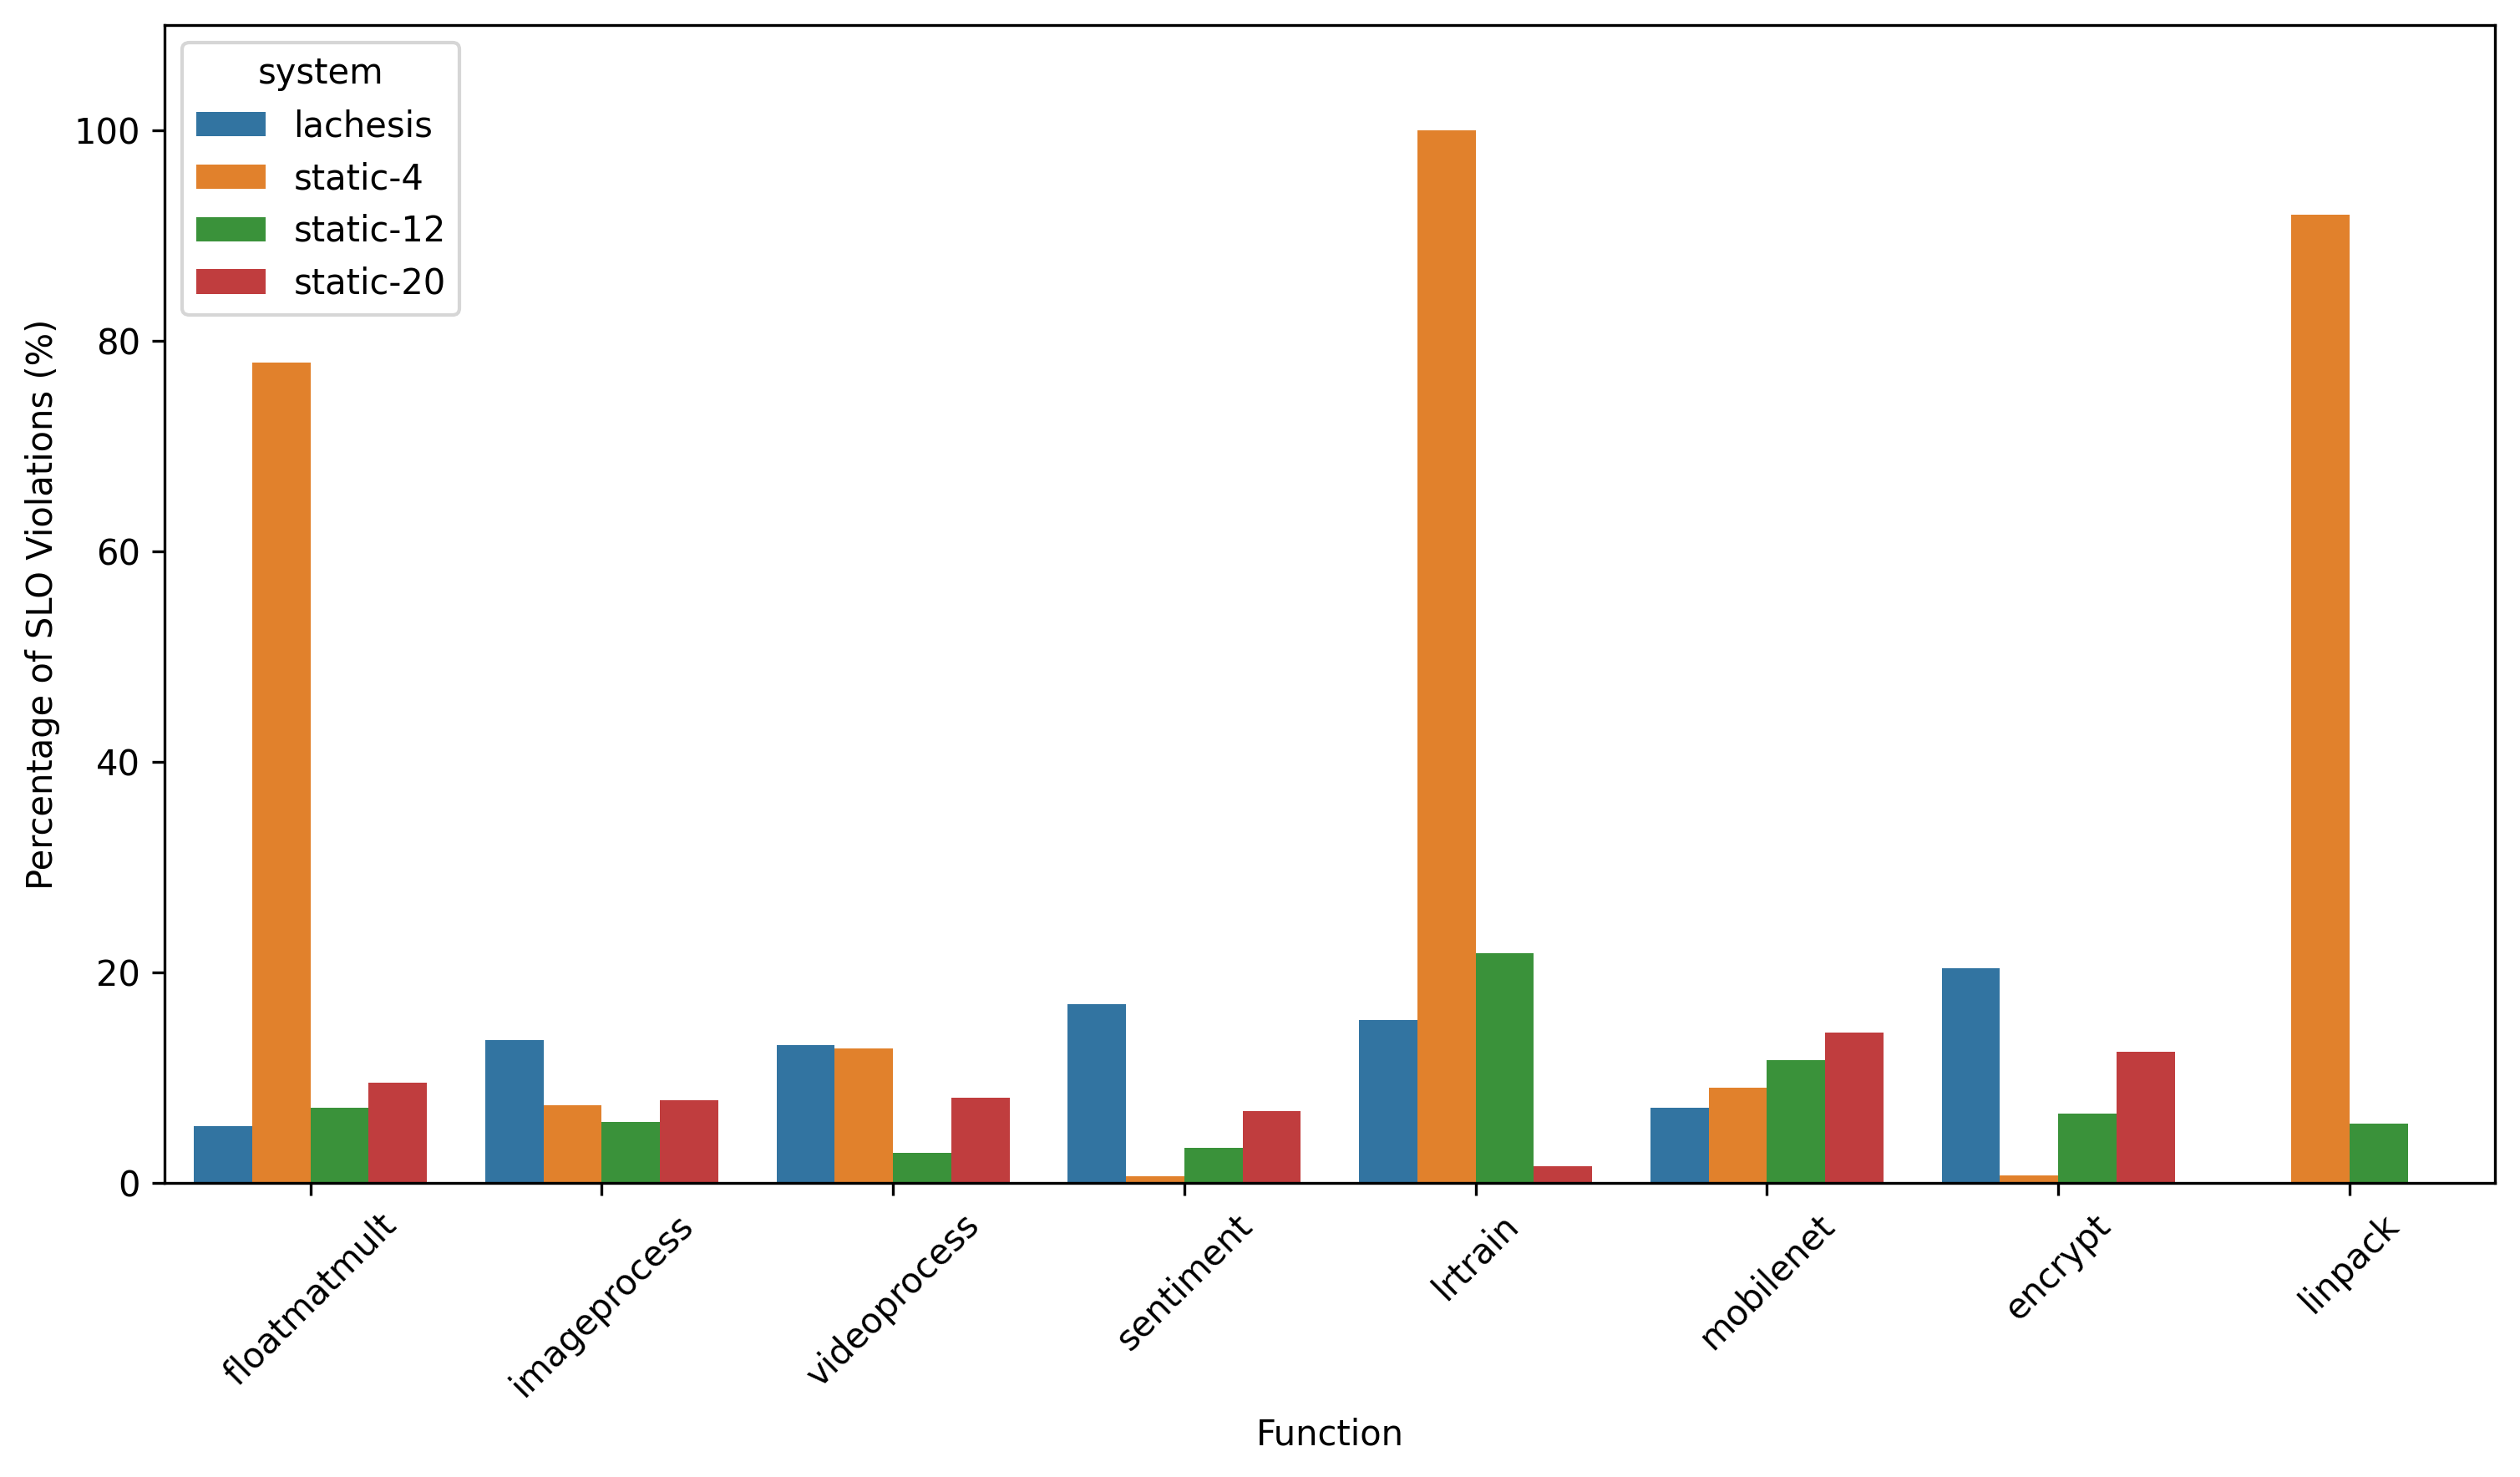 system
lachesis
static-4
static-12
static-20
Percentage of SLO Violations (%)
100
80
60
40
20
0
floatmatmult
imageprocess
videoprocess
sentiment
lrtrain
mobilenet
encrypt
linpack
Function